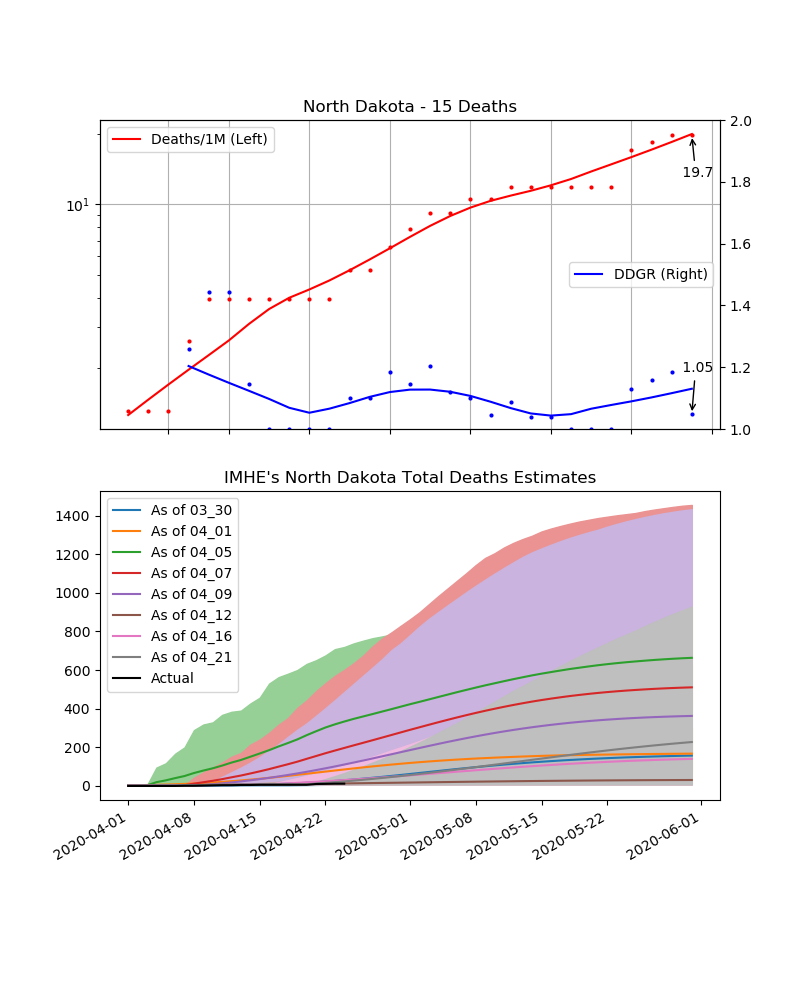 North Dakota - 15 Deaths
Deaths/1M (Left)
DDGR (Right)
10¹
2.0
1.8
1.6
1.4
1.2
1.0
19.7
1.05
IMHE's North Dakota Total Deaths Estimates
As of 03_30
As of 04_01
As of 04_05
As of 04_07
As of 04_09
As of 04_12
As of 04_16
As of 04_21
Actual
1400
1200
1000
800
600
400
200
0
2020-04-01
2020-04-08
2020-04-15
2020-04-22
2020-05-01
2020-05-08
2020-05-15
2020-05-22
2020-06-01